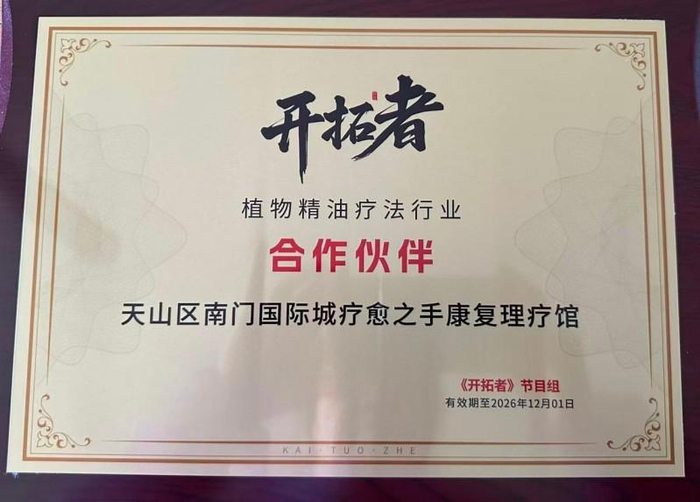 开拓者
植物精油疗法行业
合作伙伴
天山区南门国际城疗愈之手康复理疗馆
《开拓者》节目组
有效期至2026年12月01日
KAI·TUO·ZHE